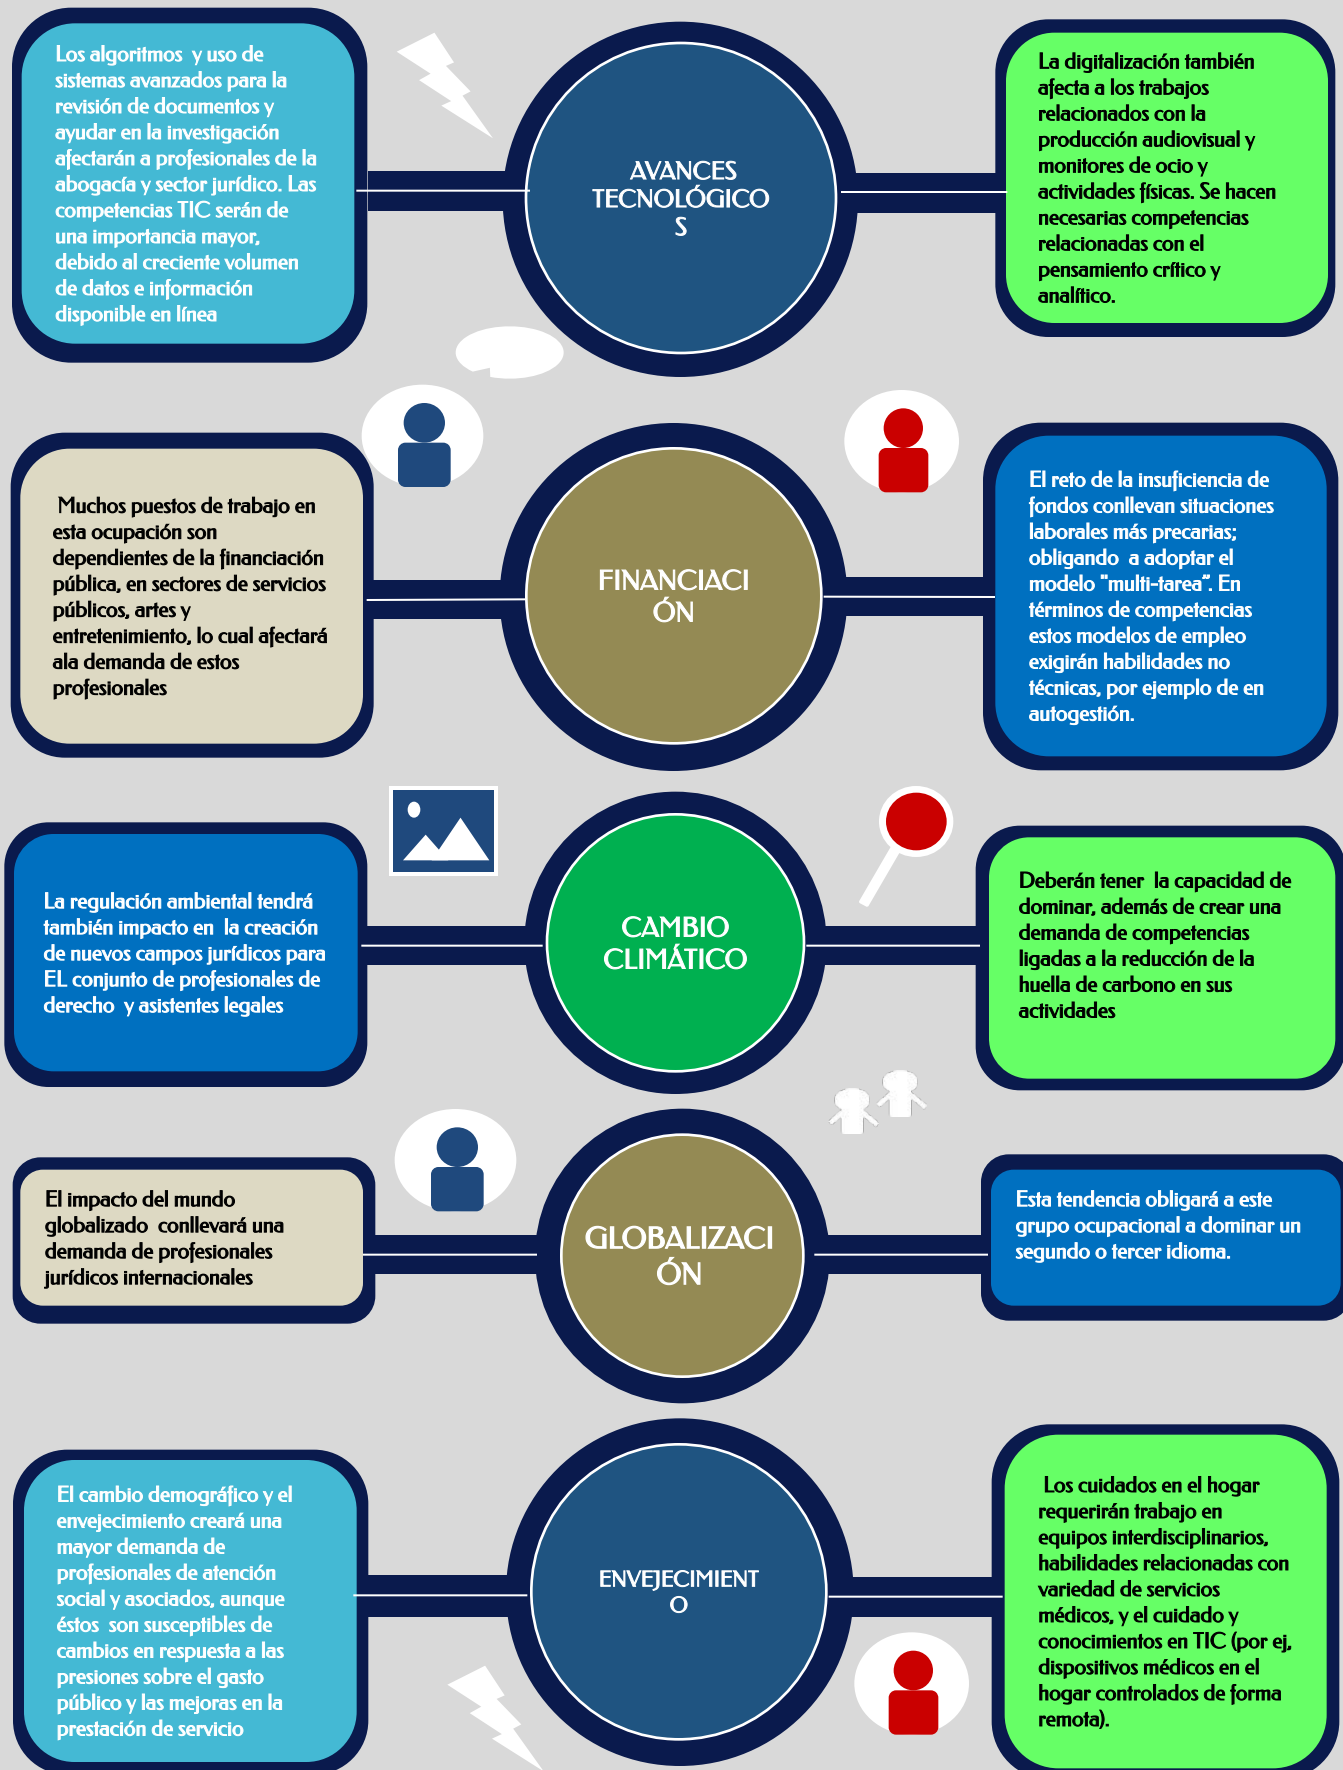 Los algoritmos  y uso de
sistemas avanzados para la
revisión de documentos y
ayudar en la investigación
afectarán a profesionales de la
abogacía y sector jurídico. Las
competencias TIC serán de
una importancia mayor,
debido al creciente volumen
de datos e información
disponible en línea
AVANCES
TECNOLÓGICO
S
La digitalización también
afecta a los trabajos
relacionados con la
producción audiovisual y
monitores de ocio y
actividades físicas. Se hacen
necesarias competencias
relacionadas con el
pensamiento crítico y
analítico.
Muchos puestos de trabajo en
esta ocupación son
dependientes de la financiación
pública, en sectores de servicios
públicos, artes y
entretenimiento, lo cual afectará
ala demanda de estos
profesionales
FINANCIACI
ÓN
El reto de la insuficiencia de
fondos conllevan situaciones
laborales más precarias;
obligando  a adoptar el
modelo "multi-tarea”. En
términos de competencias
estos modelos de empleo
exigirán habilidades no
técnicas, por ejemplo de en
autogestión.
La regulación ambiental tendrá
también impacto en  la creación
de nuevos campos jurídicos para
EL conjunto de profesionales de
derecho  y asistentes legales
CAMBIO
CLIMÁTICO
Deberán tener  la capacidad de
dominar, además de crear una
demanda de competencias
ligadas a la reducción de la
huella de carbono en sus
actividades
El impacto del mundo
globalizado  conllevará una
demanda de profesionales
jurídicos internacionales
GLOBALIZACI
ÓN
Esta tendencia obligará a este
grupo ocupacional a dominar un
segundo o tercer idioma.
El cambio demográfico y el
envejecimiento creará una
mayor demanda de
profesionales de atención
social y asociados, aunque
éstos  son susceptibles de
cambios en respuesta a las
presiones sobre el gasto
público y las mejoras en la
prestación de servicio
ENVEJECIMIENT
O
Los cuidados en el hogar
requerirán trabajo en
equipos interdisciplinarios,
habilidades relacionadas con
variedad de servicios
médicos, y el cuidado y
conocimientos en TIC (por ej,
dispositivos médicos en el
hogar controlados de forma
remota).